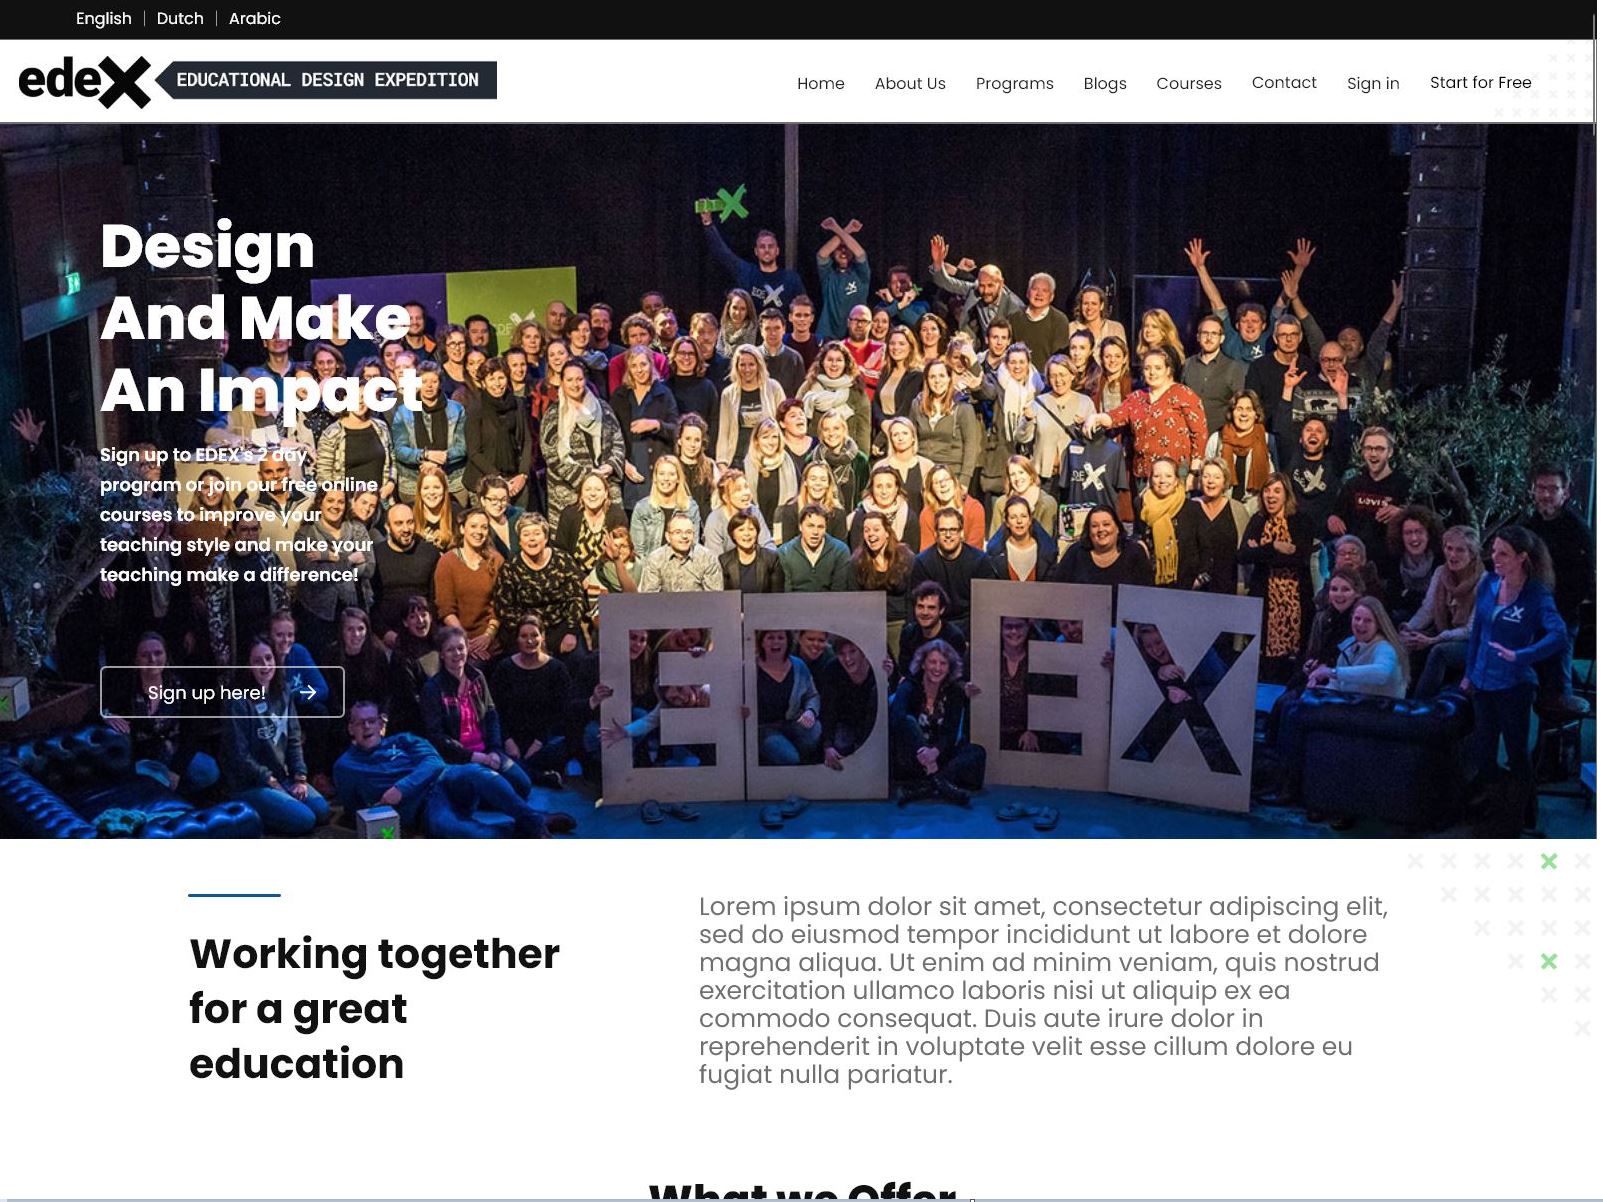 English | Dutch | Arabic
edex EDUCATIONAL DESIGN EXPEDITION
Home About Us Programs Blogs Courses Contact Sign in Start for Free
Design
And Make
An Impact
Sign up to EDEX's 2 day
program or join our free online
courses to improve your
teaching style and make your
teaching make a difference!
Sign up here! →
EDEX
Working together
for a great
education
Lorem ipsum dolor sit amet, consectetur adipiscing elit,
sed do eiusmod tempor incididunt ut labore et dolore
magna aliqua. Ut enim ad minim veniam, quis nostrud
exercitation ullamco laboris nisi ut aliquip ex ea
commodo consequat. Duis aute irure dolor in
reprehenderit in voluptate velit esse cillum dolore eu
fugiat nulla pariatur.
What we Offer